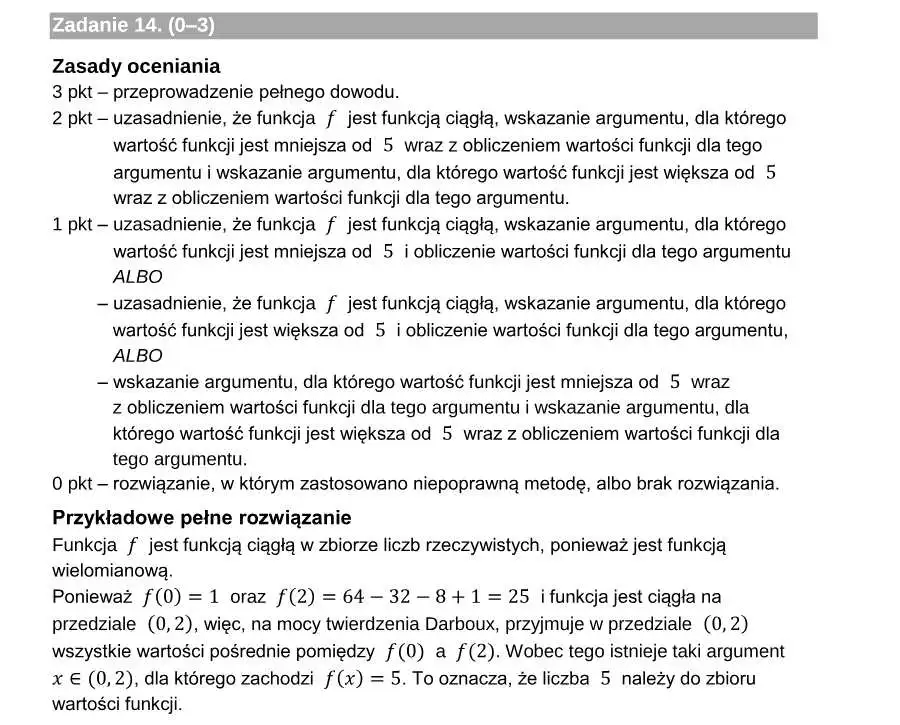 Zadanie 14. (0–3)
Zasady oceniania
3 pkt – przeprowadzenie pełnego dowodu.
2 pkt – uzasadnienie, że funkcja f jest funkcją ciągłą, wskazanie argumentu, dla którego
wartość funkcji jest mniejsza od 5 wraz z obliczeniem wartości funkcji dla tego
argumentu i wskazanie argumentu, dla którego wartość funkcji jest większa od 5
wraz z obliczeniem wartości funkcji dla tego argumentu.
1 pkt – uzasadnienie, że funkcja f jest funkcją ciągłą, wskazanie argumentu, dla którego
wartość funkcji jest mniejsza od 5 i obliczenie wartości funkcji dla tego argumentu
ALBO
– uzasadnienie, że funkcja f jest funkcją ciągłą, wskazanie argumentu, dla którego
wartość funkcji jest większa od 5 i obliczenie wartości funkcji dla tego argumentu,
ALBO
– wskazanie argumentu, dla którego wartość funkcji jest mniejsza od 5 wraz
z obliczeniem wartości funkcji dla tego argumentu i wskazanie argumentu, dla
którego wartość funkcji jest większa od 5 wraz z obliczeniem wartości funkcji dla
tego argumentu.
0 pkt – rozwiązanie, w którym zastosowano niepoprawną metodę, albo brak rozwiązania.
Przykładowe pełne rozwiązanie
Funkcja f jest funkcją ciągłą w zbiorze liczb rzeczywistych, ponieważ jest funkcją
wielomianową.
Ponieważ f(0) = 1 oraz f(2) = 64 − 32 − 8 + 1 = 25 i funkcja jest ciągła na
przedziale (0, 2), więc, na mocy twierdzenia Darboux, przyjmuje w przedziale (0, 2)
wszystkie wartości pośrednie pomiędzy f(0) a f(2). Wobec tego istnieje taki argument
x ∈ (0, 2), dla którego zachodzi f(x) = 5. To oznacza, że liczba 5 należy do zbioru
wartości funkcji.